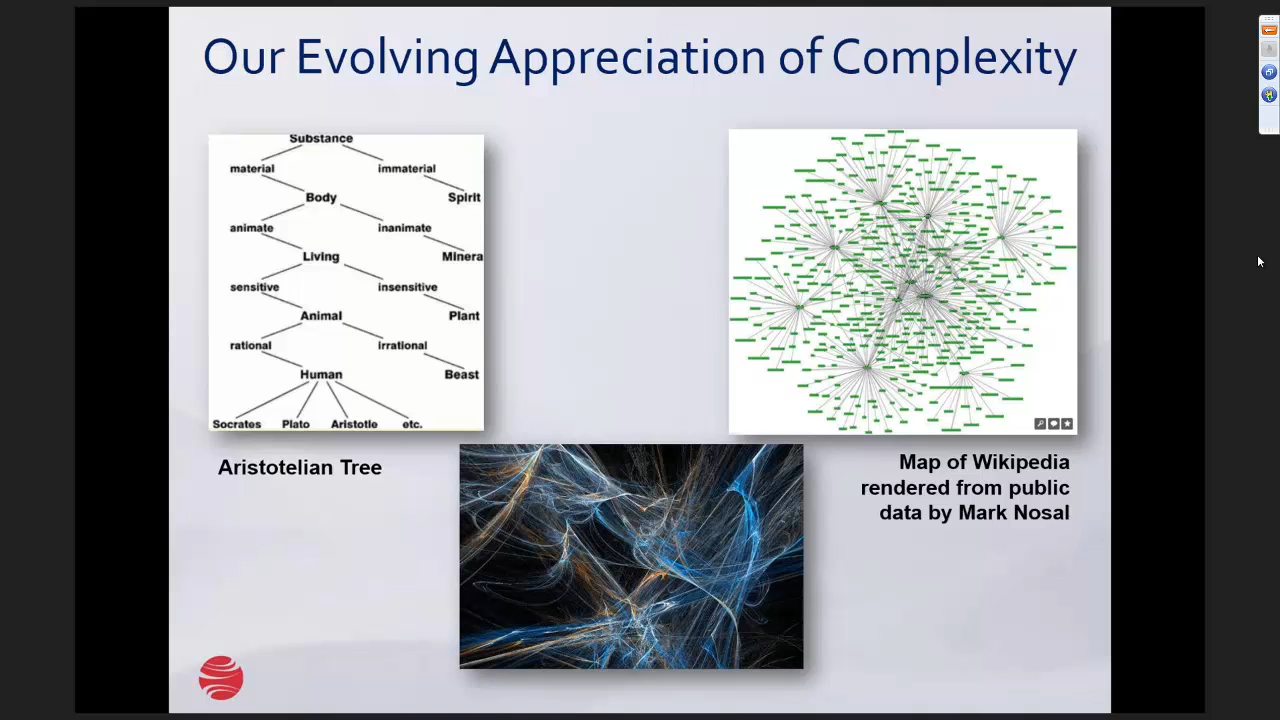 Our Evolving Appreciation of Complexity
Substance
material immaterial
Body Spirit
animate inanimate
Living Minera
sensitive insensitive
Animal Plant
rational irrational
Human Beast
Socrates Plato Aristotle etc.
Aristotelian Tree
Map of Wikipedia
rendered from public
data by Mark Nosal